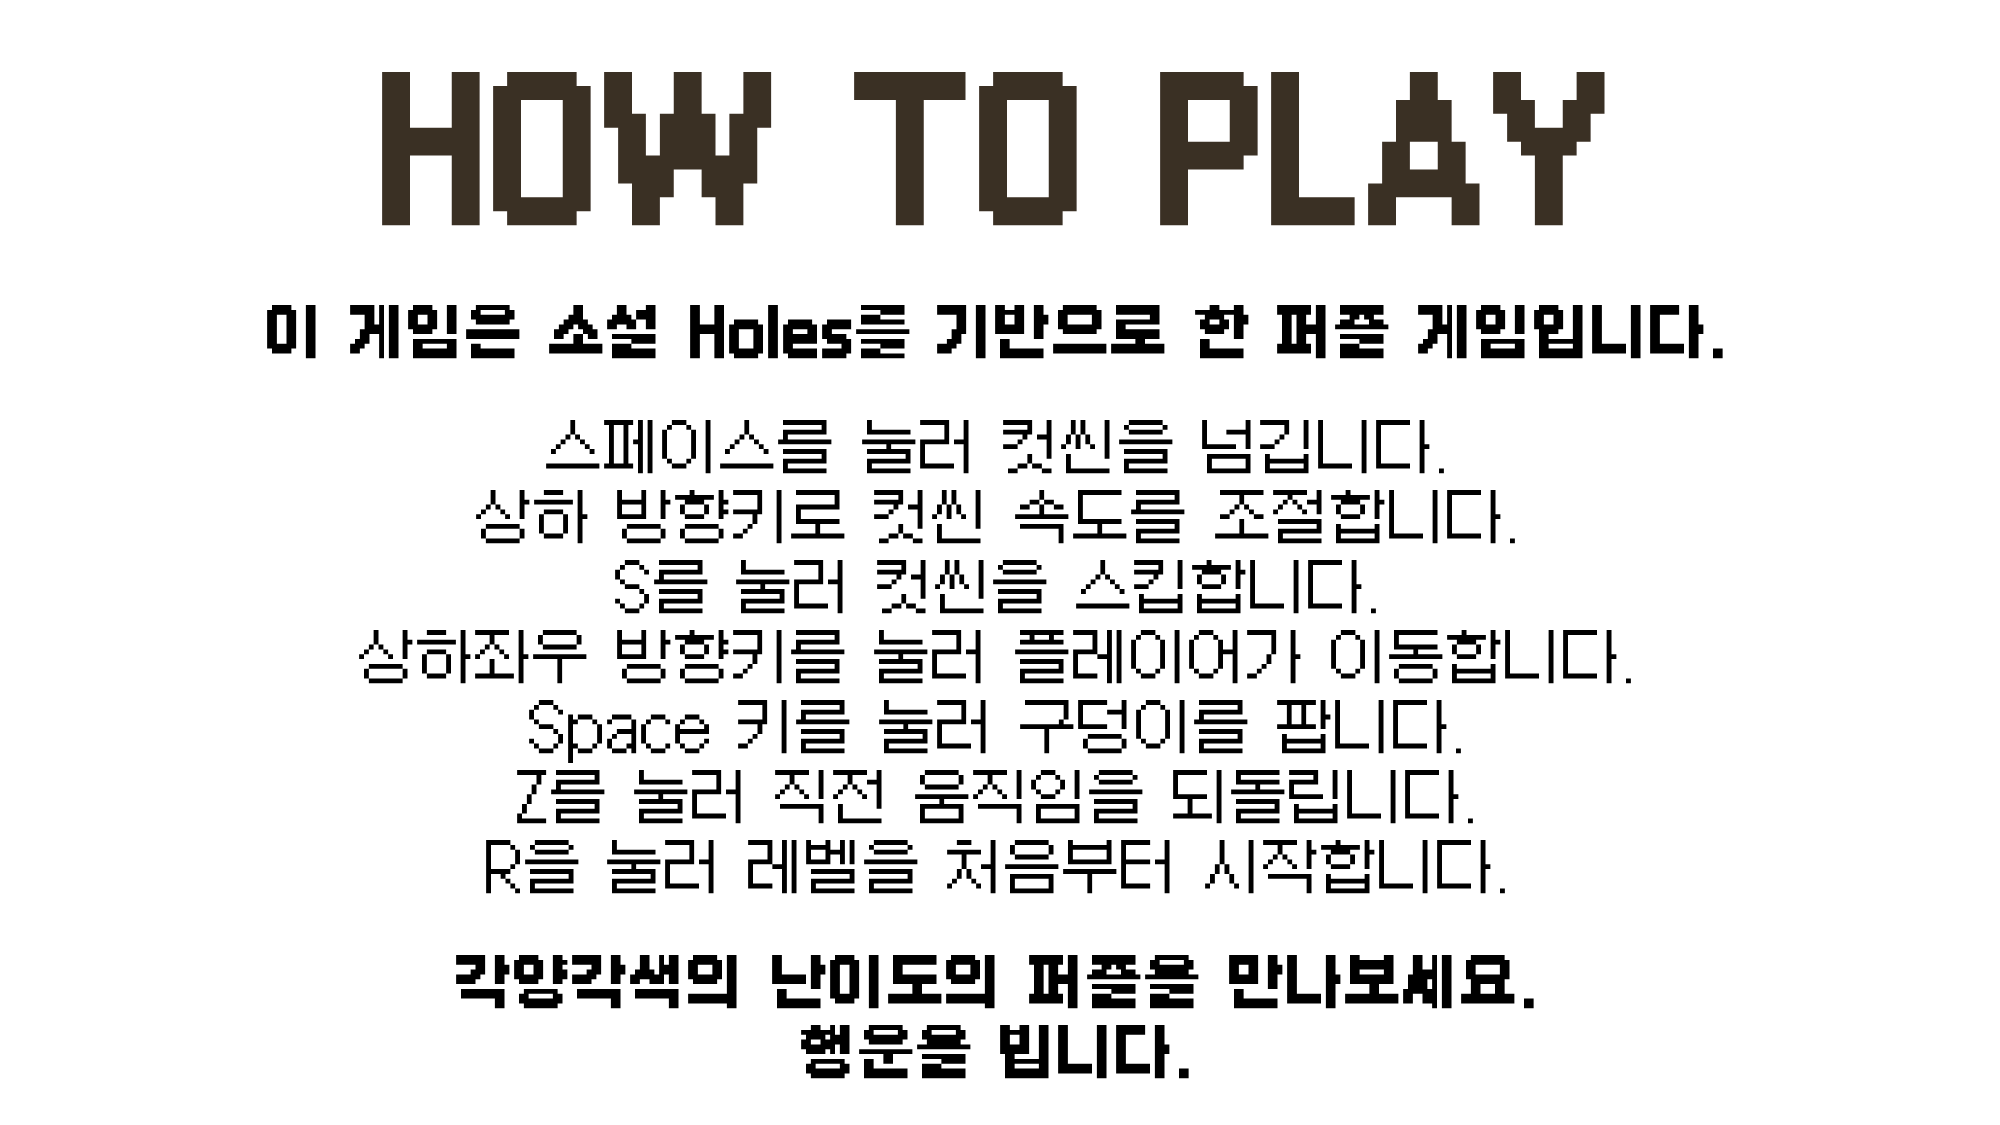 HOW TO PLAY
이 게임은 소설 Holes를 기반으로 한 퍼즐 게임입니다.
스페이스를 눌러 컷씬을 넘깁니다.
상하 방향키로 컷씬 속도를 조절합니다.
S를 눌러 컷씬을 스킵합니다.
상하좌우 방향키를 눌러 플레이어가 이동합니다.
Space 키를 눌러 구덩이를 팝니다.
Z를 눌러 직전 움직임을 되돌립니다.
R을 눌러 레벨을 처음부터 시작합니다.
각양각색의 난이도의 퍼즐을 만나보세요.
행운을 빕니다.